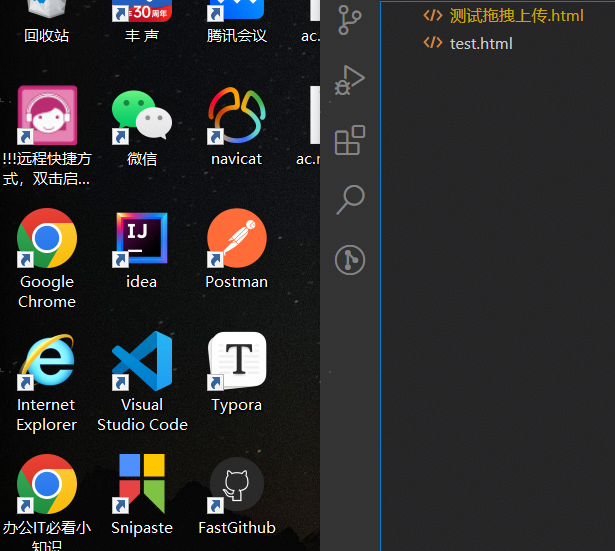 30周年
回收站
丰 声
腾讯会议
ac.
!!!远程快捷方
式，双击启...
微信
navicat
ac.r
IJ
Google
Chrome
idea
Postman
T
Internet
Explorer
Visual
Studio Code
Typora
办公IT必看小
知识
Snipaste
FastGithub
测试拖拽上传.html
test.html